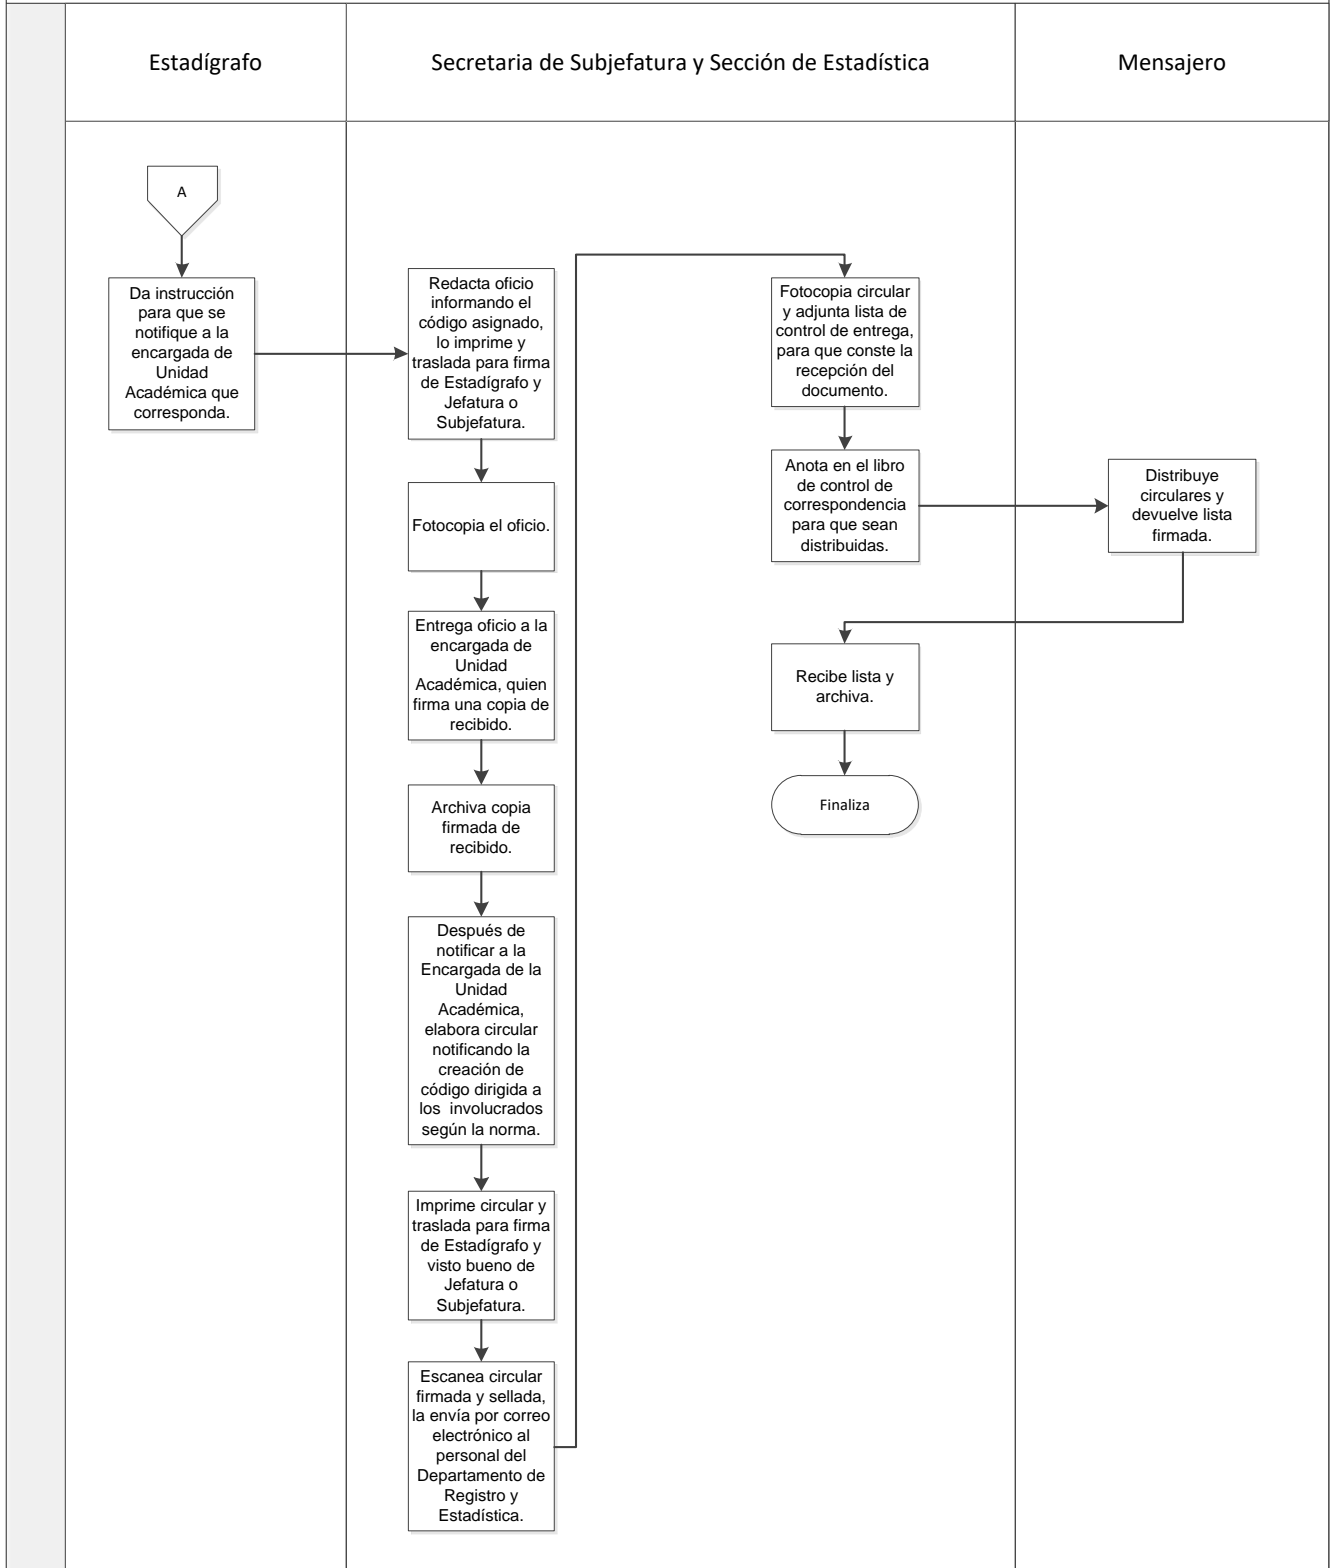 Estadígrafo
Secretaria de Subjefatura y Sección de Estadística
Mensajero
A
Da instrucción
para que se
notifique a la
encargada de
Unidad
Académica que
corresponda.
Redacta oficio
informando el
código asignado,
lo imprime y
traslada para firma
de Estadígrafo y
Jefatura o
Subjefatura.
Fotocopia el oficio.
Entrega oficio a la
encargada de
Unidad
Académica, quien
firma una copia de
recibido.
Archiva copia
firmada de
recibido.
Después de
notificar a la
Encargada de la
Unidad
Académica,
elabora circular
notificando la
creación de
código dirigida a
los  involucrados
según la norma.
Imprime circular y
traslada para firma
de Estadígrafo y
visto bueno de
Jefatura o
Subjefatura.
Escanea circular
firmada y sellada,
la envía por correo
electrónico al
personal del
Departamento de
Registro y
Estadística.
Fotocopia circular
y adjunta lista de
control de entrega,
para que conste la
recepción del
documento.
Anota en el libro
de control de
correspondencia
para que sean
distribuidas.
Distribuye
circulares y
devuelve lista
firmada.
Recibe lista y
archiva.
Finaliza